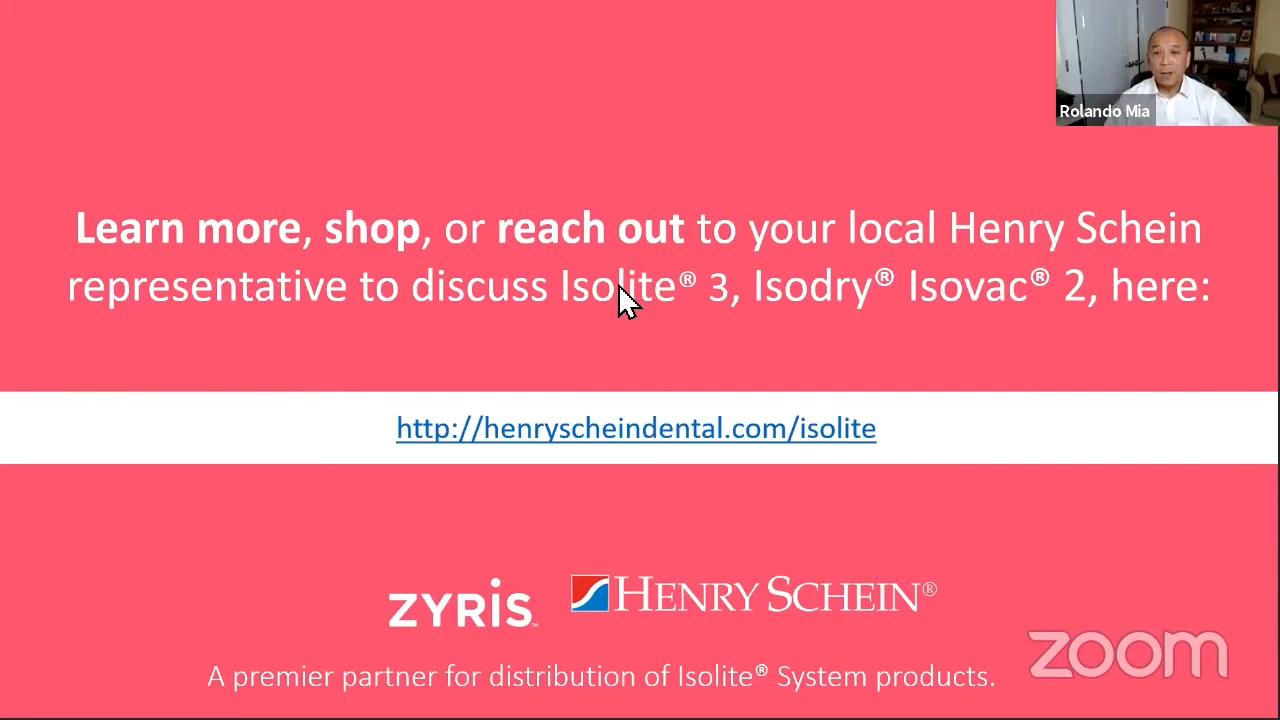 Rolando Mia
Learn more, shop, or reach out to your local Henry Schein
representative to discuss Isolite® 3, Isodry® Isovac® 2, here:
http://henryscheindental.com/isolite
ZYRIS™ HENRY SCHEIN®
zoom
A premier partner for distribution of Isolite® System products.